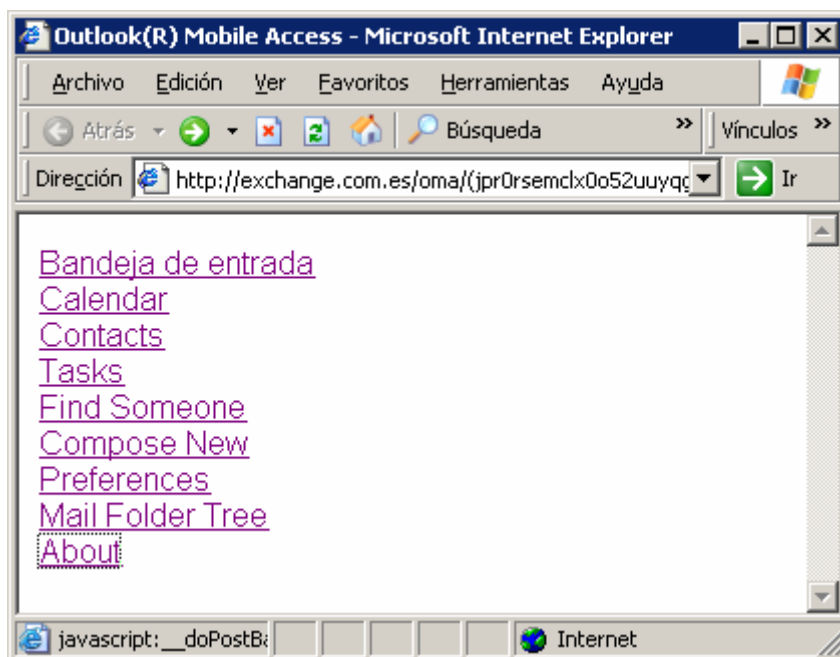 Outlook(R) Mobile Access - Microsoft Internet Explorer
Archivo Edición Ver Favoritos Herramientas Ayuda
Atrás Búsqueda » Vínculos »
Dirección http://exchange.com.es/oma/(jpr0rsemclx0o52uuyqg Ir
Bandeja de entrada
Calendar
Contacts
Tasks
Find Someone
Compose New
Preferences
Mail Folder Tree
About
javascript:__doPostBa Internet